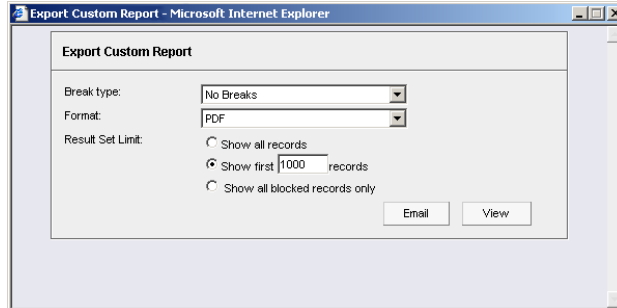 Export Custom Report - Microsoft Internet Explorer
Export Custom Report
Break type: No Breaks
Format: PDF
Result Set Limit: Show all records
Show first 1000 records
Show all blocked records only
Email View